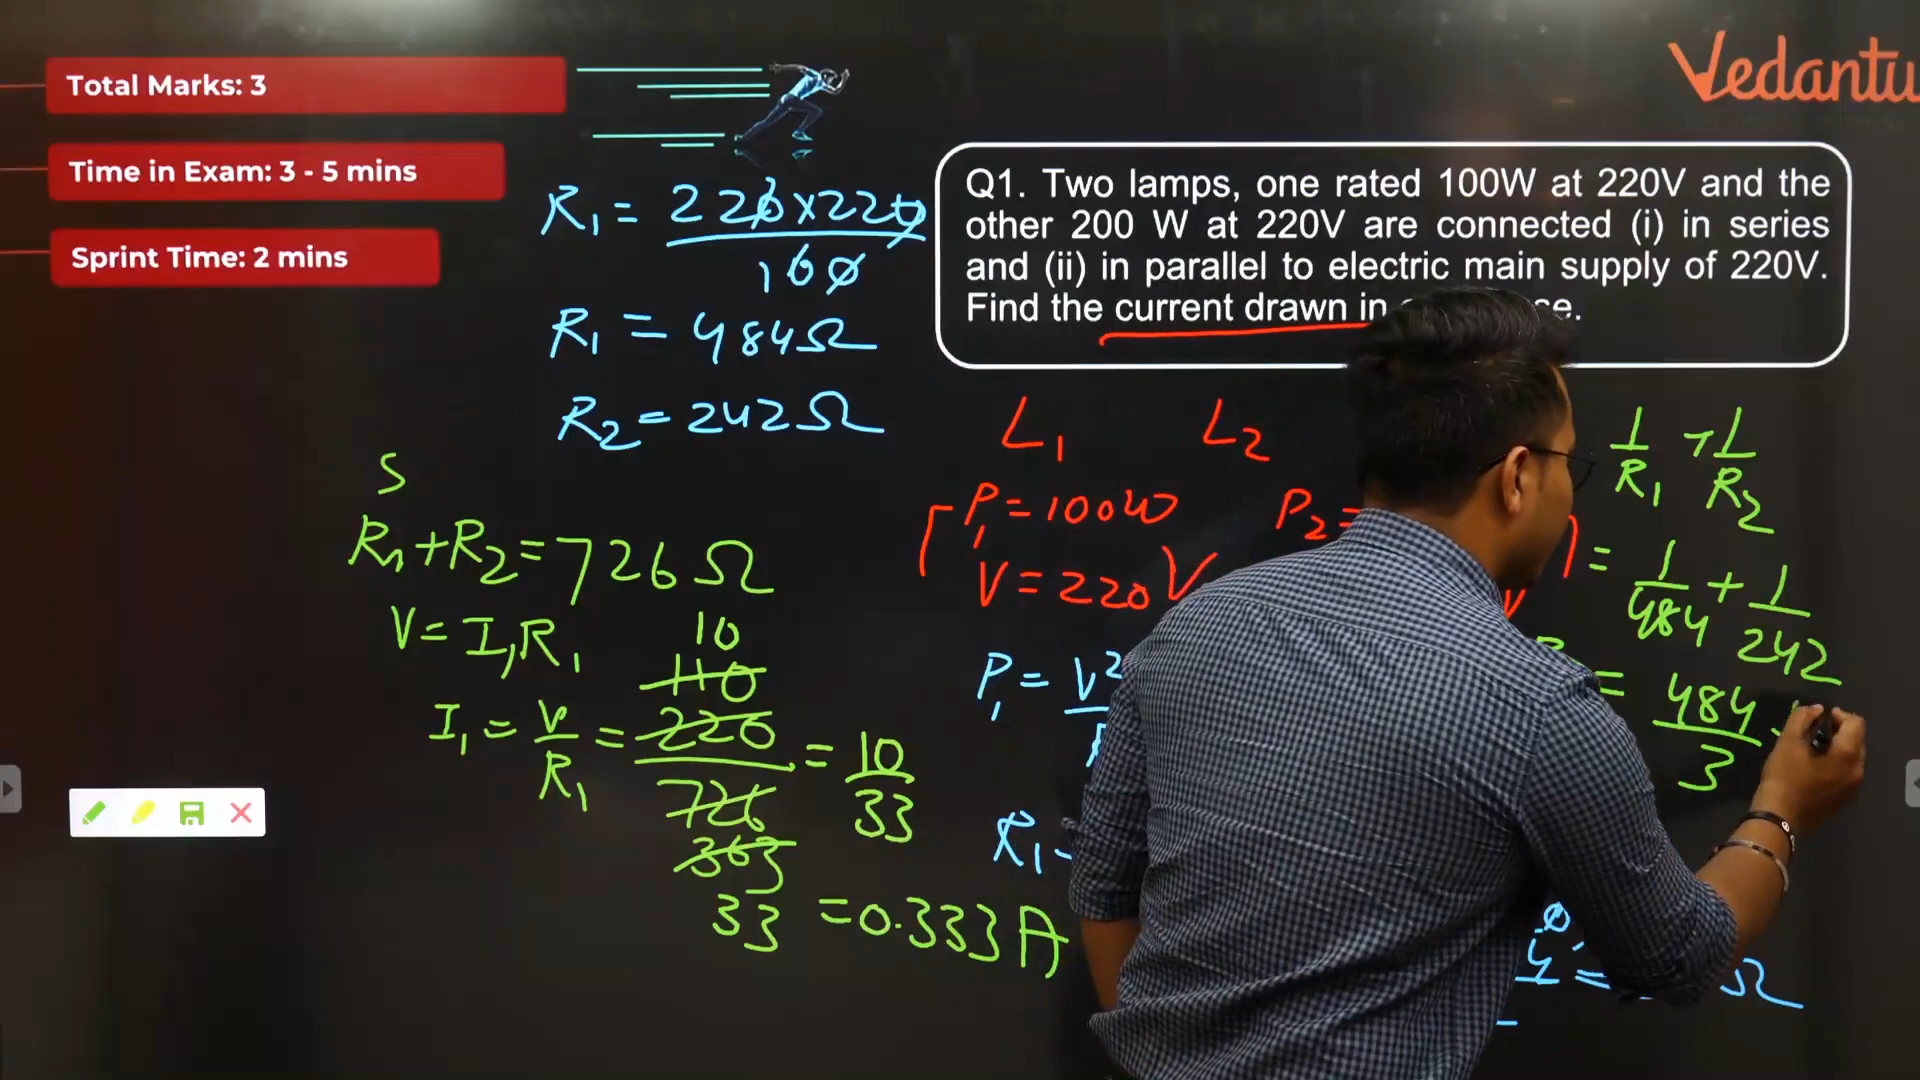 Total Marks: 3
Time in Exam: 3 - 5 mins
Sprint Time: 2 mins
Vedantu
Q1. Two lamps, one rated 100W at 220V and the
other 200 W at 220V are connected (i) in series
and (ii) in parallel to electric main supply of 220V.
Find the current drawn in
R1 = 220x220
100
R1 = 484Ω
R2 = 242Ω
S
R1+R2=726Ω
V = I1R1
I1 = V/R1 = 220/726 = 10/33
110
10
363
33
=0.333A
L1 L2
P1 = 100W
V = 220V
P2 =
P1 = V²
R1
1/R1 + 1/R2
= 1/484 + 1/242
= 484/3
Ω